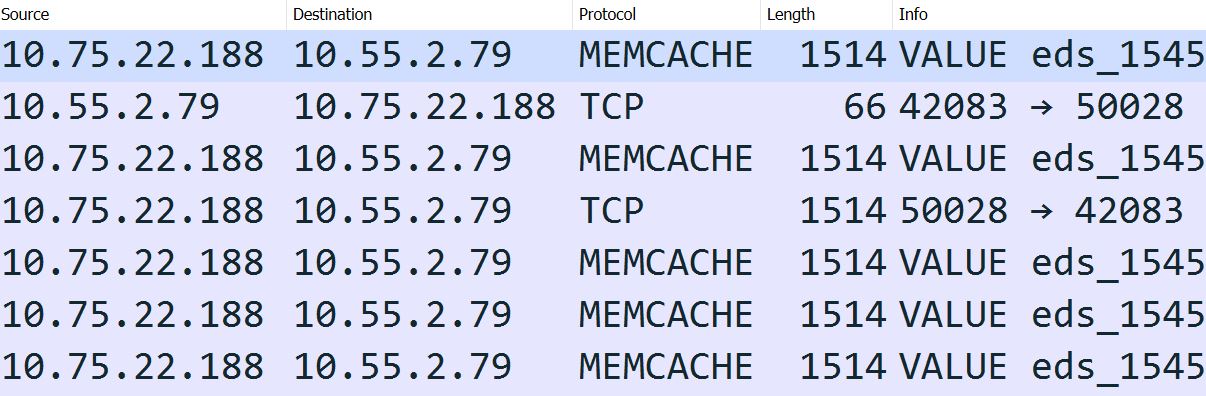 Source Destination Protocol Length Info
10.75.22.188 10.55.2.79 MEMCACHE 1514 VALUE eds_1545
10.55.2.79 10.75.22.188 TCP 66 42083 → 50028
10.75.22.188 10.55.2.79 MEMCACHE 1514 VALUE eds_1545
10.75.22.188 10.55.2.79 TCP 1514 50028 → 42083
10.75.22.188 10.55.2.79 MEMCACHE 1514 VALUE eds_1545
10.75.22.188 10.55.2.79 MEMCACHE 1514 VALUE eds_1545
10.75.22.188 10.55.2.79 MEMCACHE 1514 VALUE eds_1545